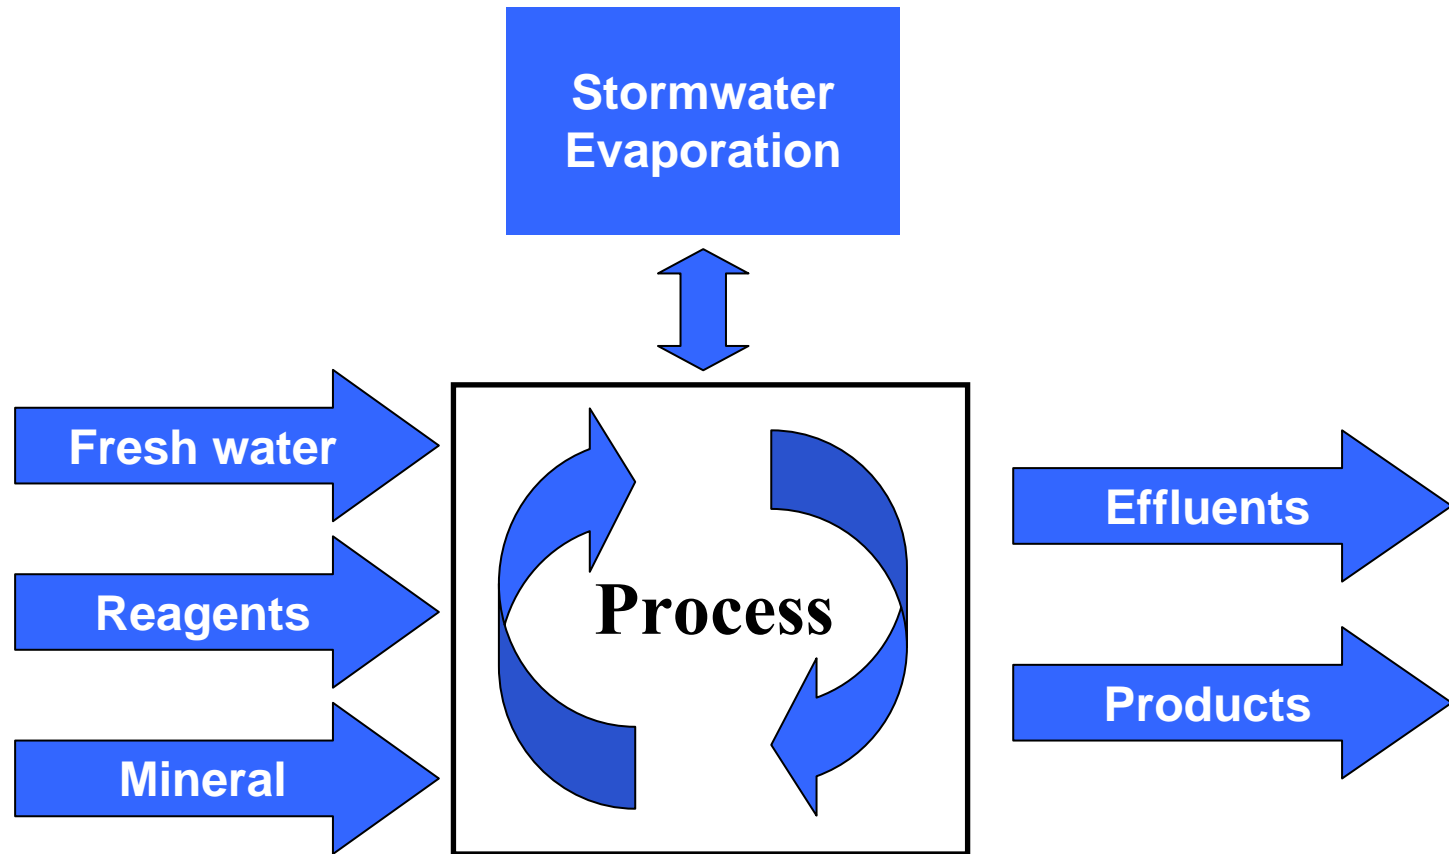 Stormwater
Evaporation
Fresh water
Reagents
Mineral
Process
Effluents
Products